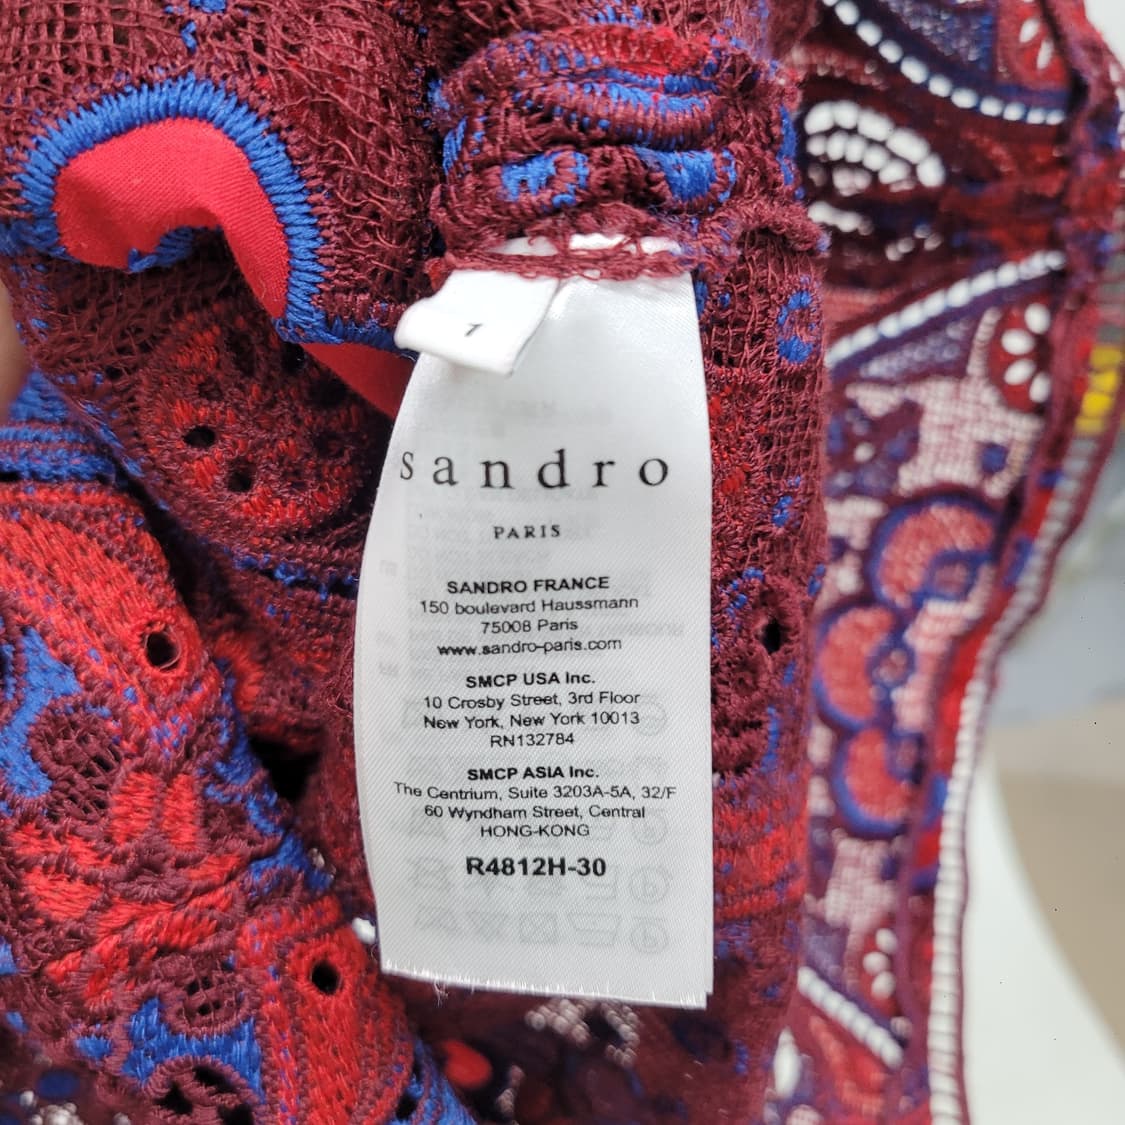 1
sandro
PARIS
SANDRO FRANCE
150 boulevard Haussmann
75008 Paris
www.sandro-paris.com
SMCP USA Inc.
10 Crosby Street, 3rd Floor
New York, New York 10013
RN132784
SMCP ASIA Inc.
The Centrium, Suite 3203A-5A, 32/F
60 Wyndham Street, Central
HONG-KONG
R4812H-30